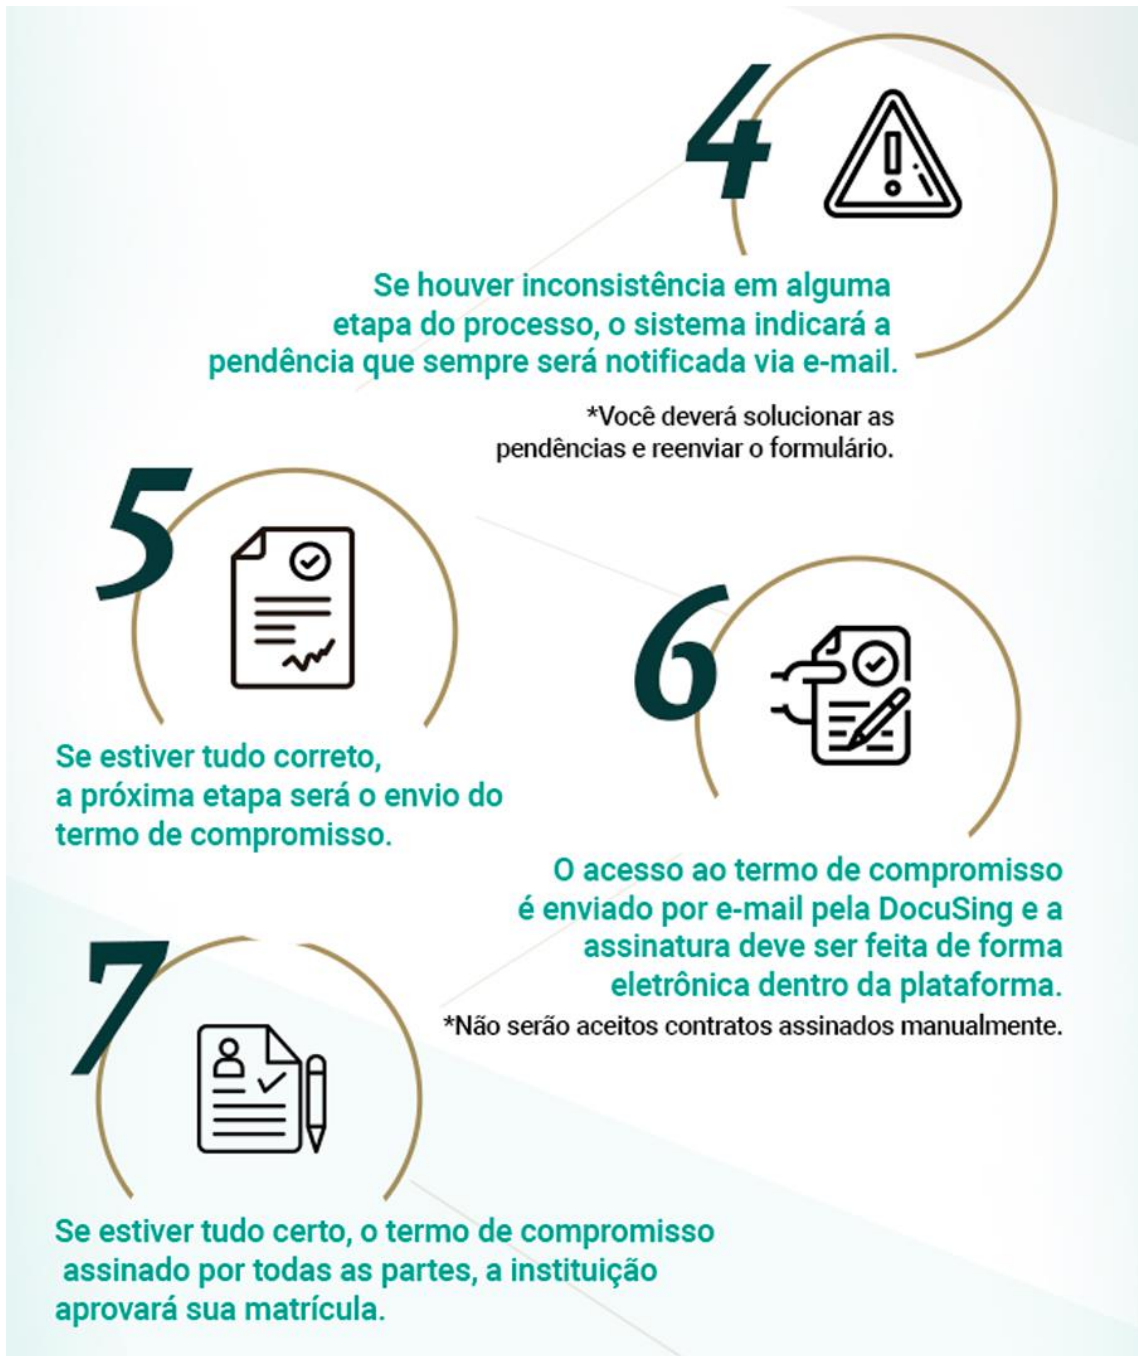 4
Se houver inconsistência em alguma
etapa do processo, o sistema indicará a
pendência que sempre será notificada via e-mail.
*Você deverá solucionar as
pendências e reenviar o formulário.
5
Se estiver tudo correto,
a próxima etapa será o envio do
termo de compromisso.
6
O acesso ao termo de compromisso
é enviado por e-mail pela DocuSing e a
assinatura deve ser feita de forma
eletrônica dentro da plataforma.
*Não serão aceitos contratos assinados manualmente.
7
Se estiver tudo certo, o termo de compromisso
assinado por todas as partes, a instituição
aprovará sua matrícula.